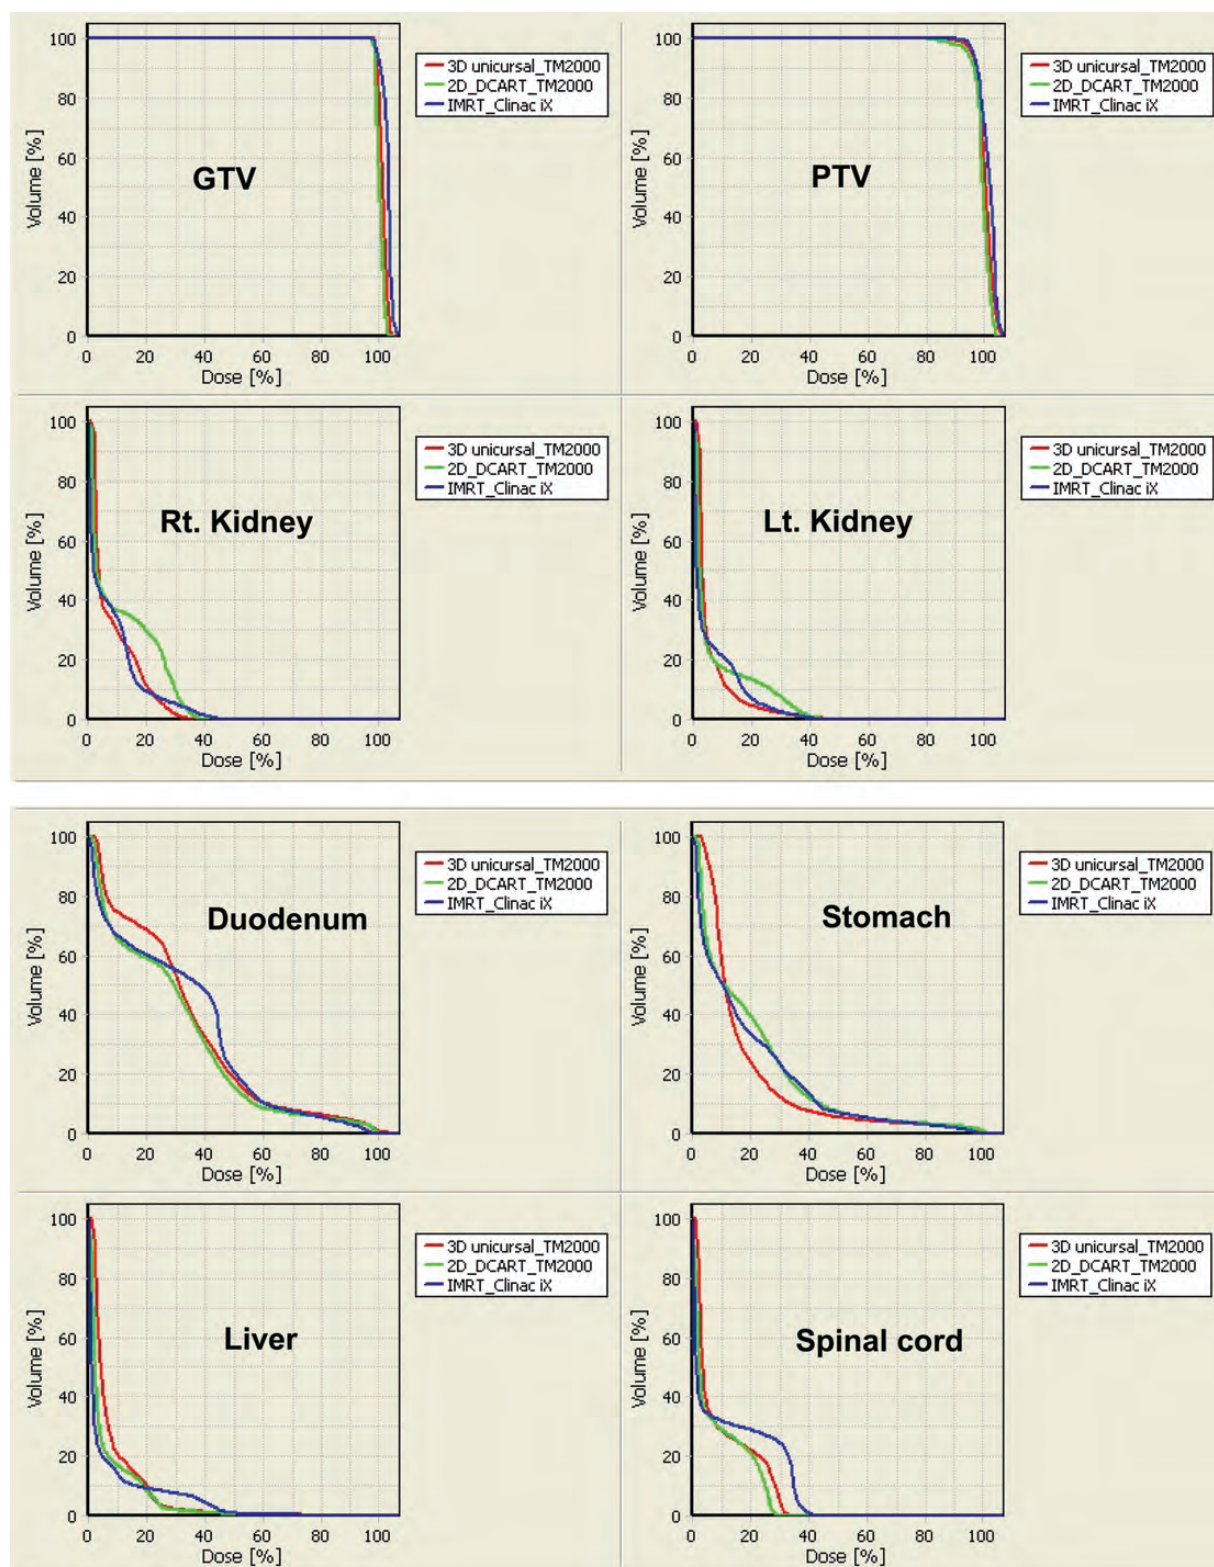 100
80
60
40
20
0
Volume [%]
0 20 40 60 80 100
Dose [%]
GTV
3D unicursal_TM2000
2D_DCART_TM2000
IMRT_Clinac iX
100
80
60
40
20
0
Volume [%]
0 20 40 60 80 100
Dose [%]
PTV
3D unicursal_TM2000
2D_DCART_TM2000
IMRT_Clinac iX
100
80
60
40
20
0
Volume [%]
0 20 40 60 80 100
Dose [%]
Rt. Kidney
3D unicursal_TM2000
2D_DCART_TM2000
IMRT_Clinac iX
100
80
60
40
20
0
Volume [%]
0 20 40 60 80 100
Dose [%]
Lt. Kidney
3D unicursal_TM2000
2D_DCART_TM2000
IMRT_Clinac iX
100
80
60
40
20
0
Volume [%]
0 20 40 60 80 100
Dose [%]
Duodenum
3D unicursal_TM2000
2D_DCART_TM2000
IMRT_Clinac iX
100
80
60
40
20
0
Volume [%]
0 20 40 60 80 100
Dose [%]
Stomach
3D unicursal_TM2000
2D_DCART_TM2000
IMRT_Clinac iX
100
80
60
40
20
0
Volume [%]
0 20 40 60 80 100
Dose [%]
Liver
3D unicursal_TM2000
2D_DCART_TM2000
IMRT_Clinac iX
100
80
60
40
20
0
Volume [%]
0 20 40 60 80 100
Dose [%]
Spinal cord
3D unicursal_TM2000
2D_DCART_TM2000
IMRT_Clinac iX